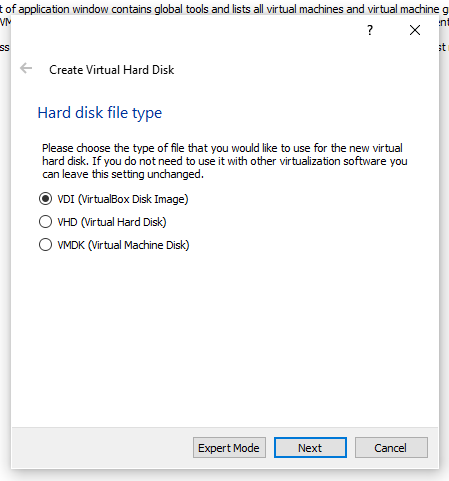 t of application window contains global tools and lists all virtual machines and virtual machine g
VM
ss
?
Create Virtual Hard Disk
Hard disk file type
Please choose the type of file that you would like to use for the new virtual
hard disk. If you do not need to use it with other virtualization software you
can leave this setting unchanged.
VDI (VirtualBox Disk Image)
VHD (Virtual Hard Disk)
VMDK (Virtual Machine Disk)
Expert Mode
Next
Cancel